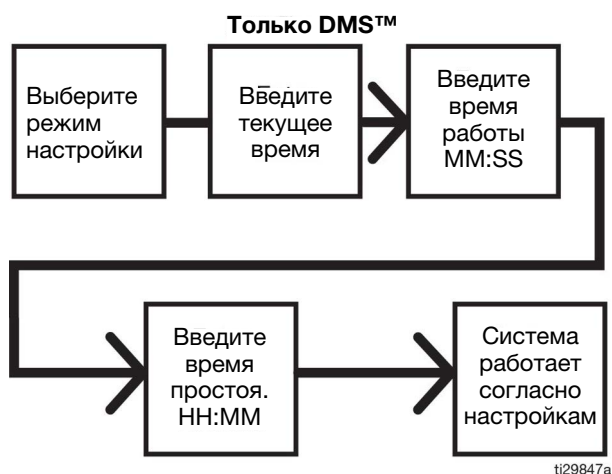 Только DMS™
Выберите
режим
настройки
Введите
текущее
время
Введите
время
работы
MM:SS
Введите
время
простоя.
HH:MM
Система
работает
согласно
настройкам
ti29847a